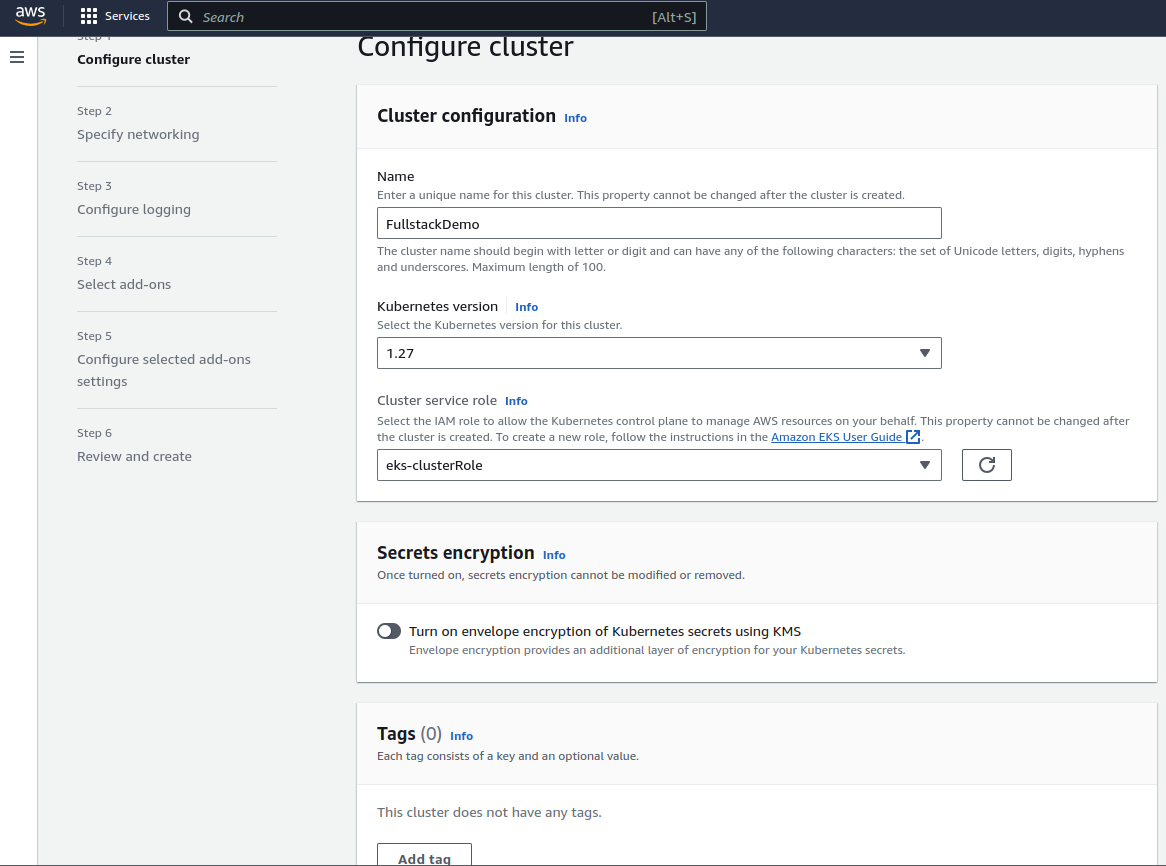 aws
Services
Search
[Alt+S]
Step 1
Configure cluster
Step 2
Specify networking
Step 3
Configure logging
Step 4
Select add-ons
Step 5
Configure selected add-ons
settings
Step 6
Review and create
Configure cluster
Cluster configuration Info
Name
Enter a unique name for this cluster. This property cannot be changed after the cluster is created.
FullstackDemo
The cluster name should begin with letter or digit and can have any of the following characters: the set of Unicode letters, digits, hyphens
and underscores. Maximum length of 100.
Kubernetes version Info
Select the Kubernetes version for this cluster.
1.27
Cluster service role Info
Select the IAM role to allow the Kubernetes control plane to manage AWS resources on your behalf. This property cannot be changed after
the cluster is created. To create a new role, follow the instructions in the Amazon EKS User Guide.
eks-clusterRole
Secrets encryption Info
Once turned on, secrets encryption cannot be modified or removed.
Turn on envelope encryption of Kubernetes secrets using KMS
Envelope encryption provides an additional layer of encryption for your Kubernetes secrets.
Tags (0) Info
Each tag consists of a key and an optional value.
This cluster does not have any tags.
Add tag